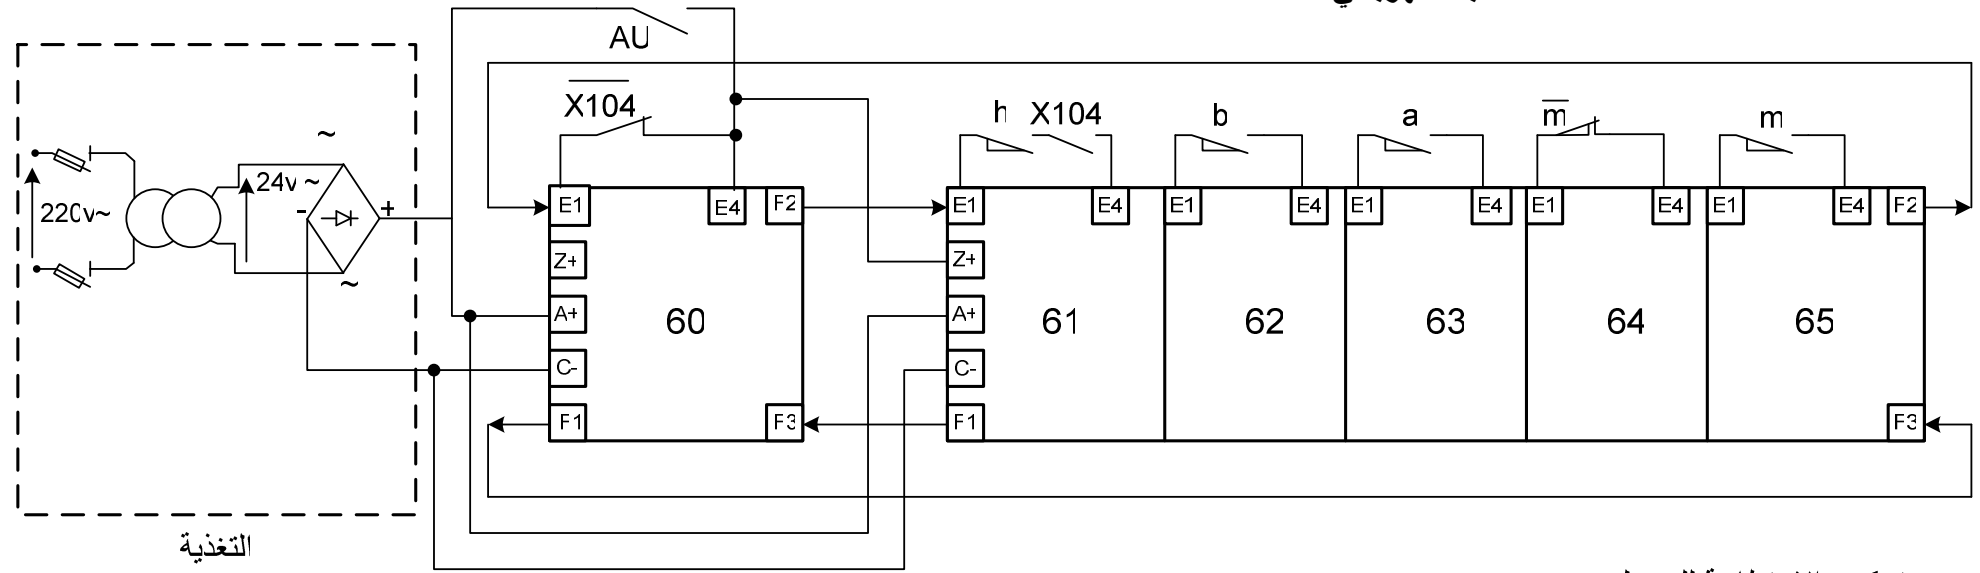 AU
X104
h X104 b a m m
~
24v ~
220v~
- +
~
E1 E4 F2 E1 E4 E1 E4 E1 E4 E1 E4 E1 E4 F2
Z+ Z+
A+ 60 A+ 61 62 63 64 65
C- C-
F1 F3 F1 F3
التغذية